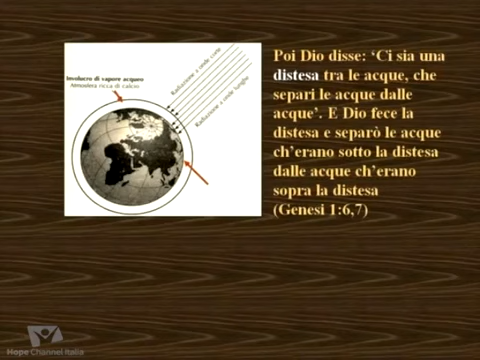 Involucro di vapore acqueo
Atmosfera ricca di calcio
Radiazione a onde corte
Radiazione a onde lunghe
Poi Dio disse: ‘Ci sia una
distesa tra le acque, che
separi le acque dalle
acque’. E Dio fece la
distesa e separò le acque
ch’erano sotto la distesa
dalle acque ch’erano
sopra la distesa
(Genesi 1:6,7)
Hope Channel Italia